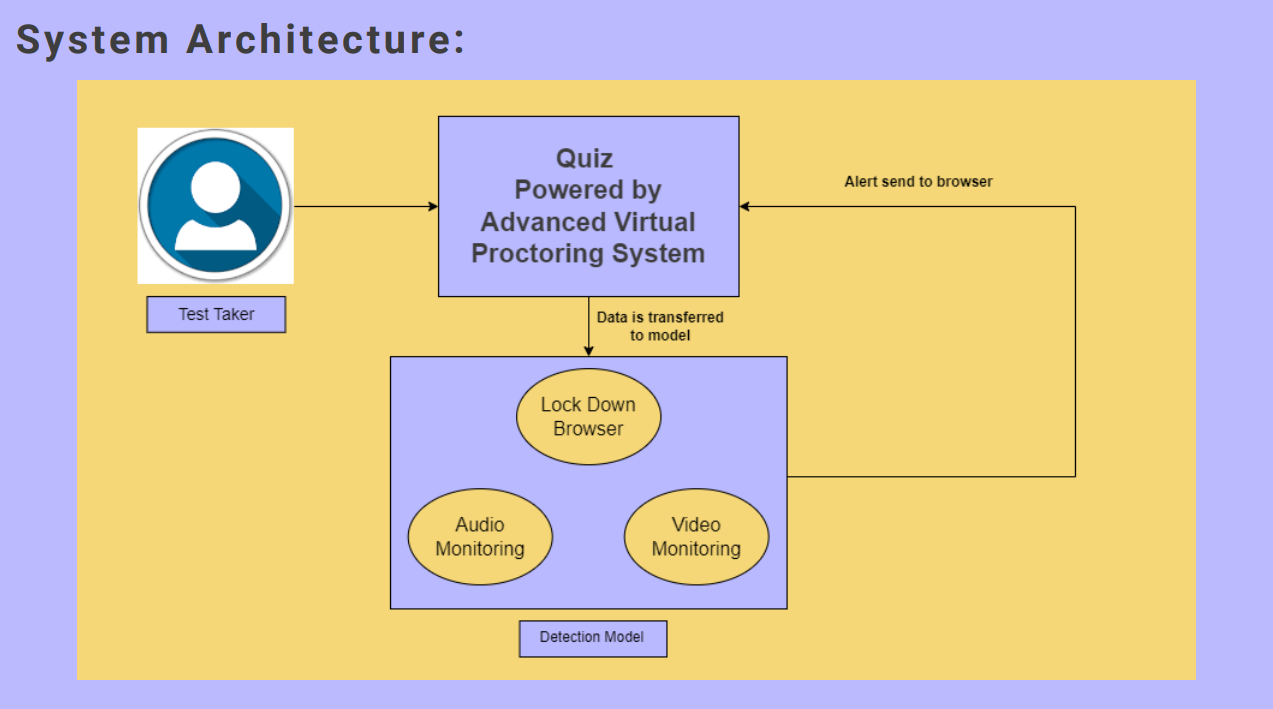 System Architecture:
Quiz
Powered by
Advanced Virtual
Proctoring System
Alert send to browser
Test Taker
Data is transferred
to model
Lock Down
Browser
Audio
Monitoring
Video
Monitoring
Detection Model